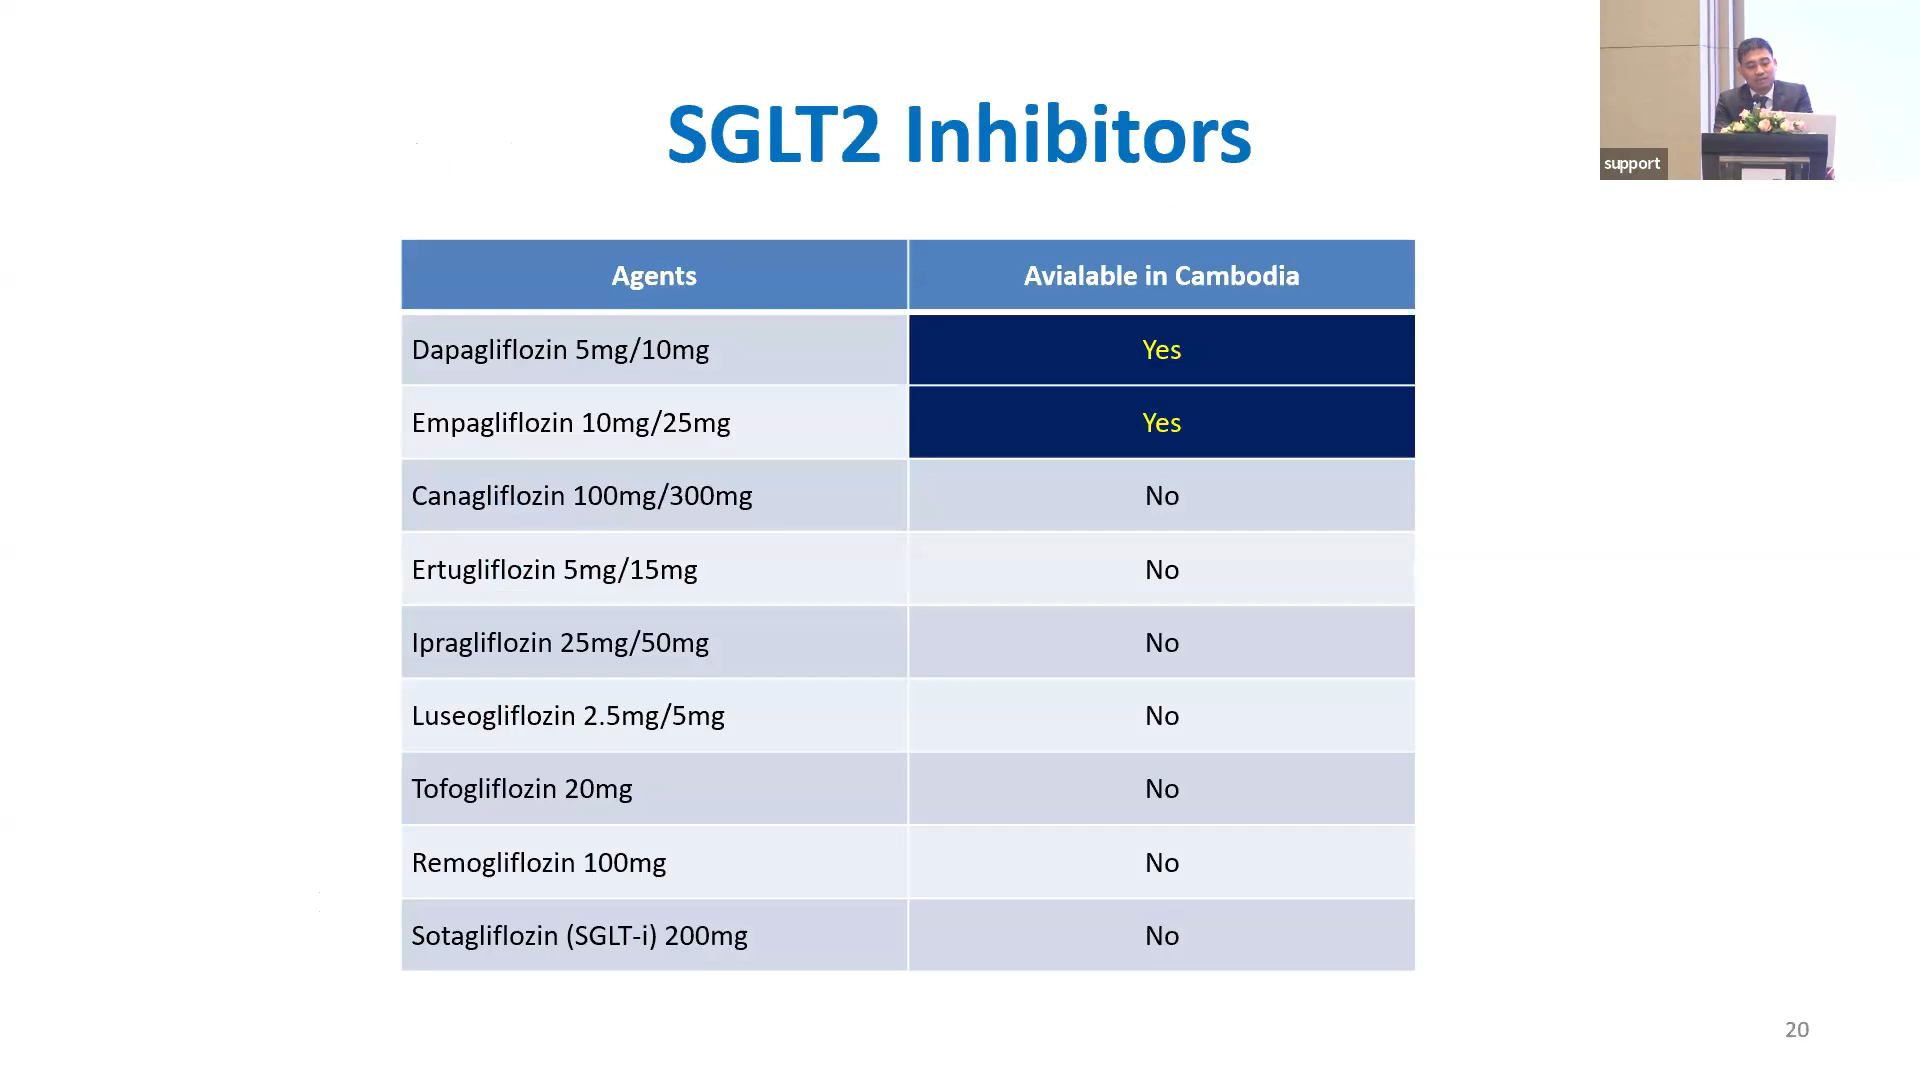 SGLT2 Inhibitors
support
Agents Avialable in Cambodia
Dapagliflozin 5mg/10mg Yes
Empagliflozin 10mg/25mg Yes
Canagliflozin 100mg/300mg No
Ertugliflozin 5mg/15mg No
Ipragliflozin 25mg/50mg No
Luseogliflozin 2.5mg/5mg No
Tofogliflozin 20mg No
Remogliflozin 100mg No
Sotagliflozin (SGLT-i) 200mg No
20